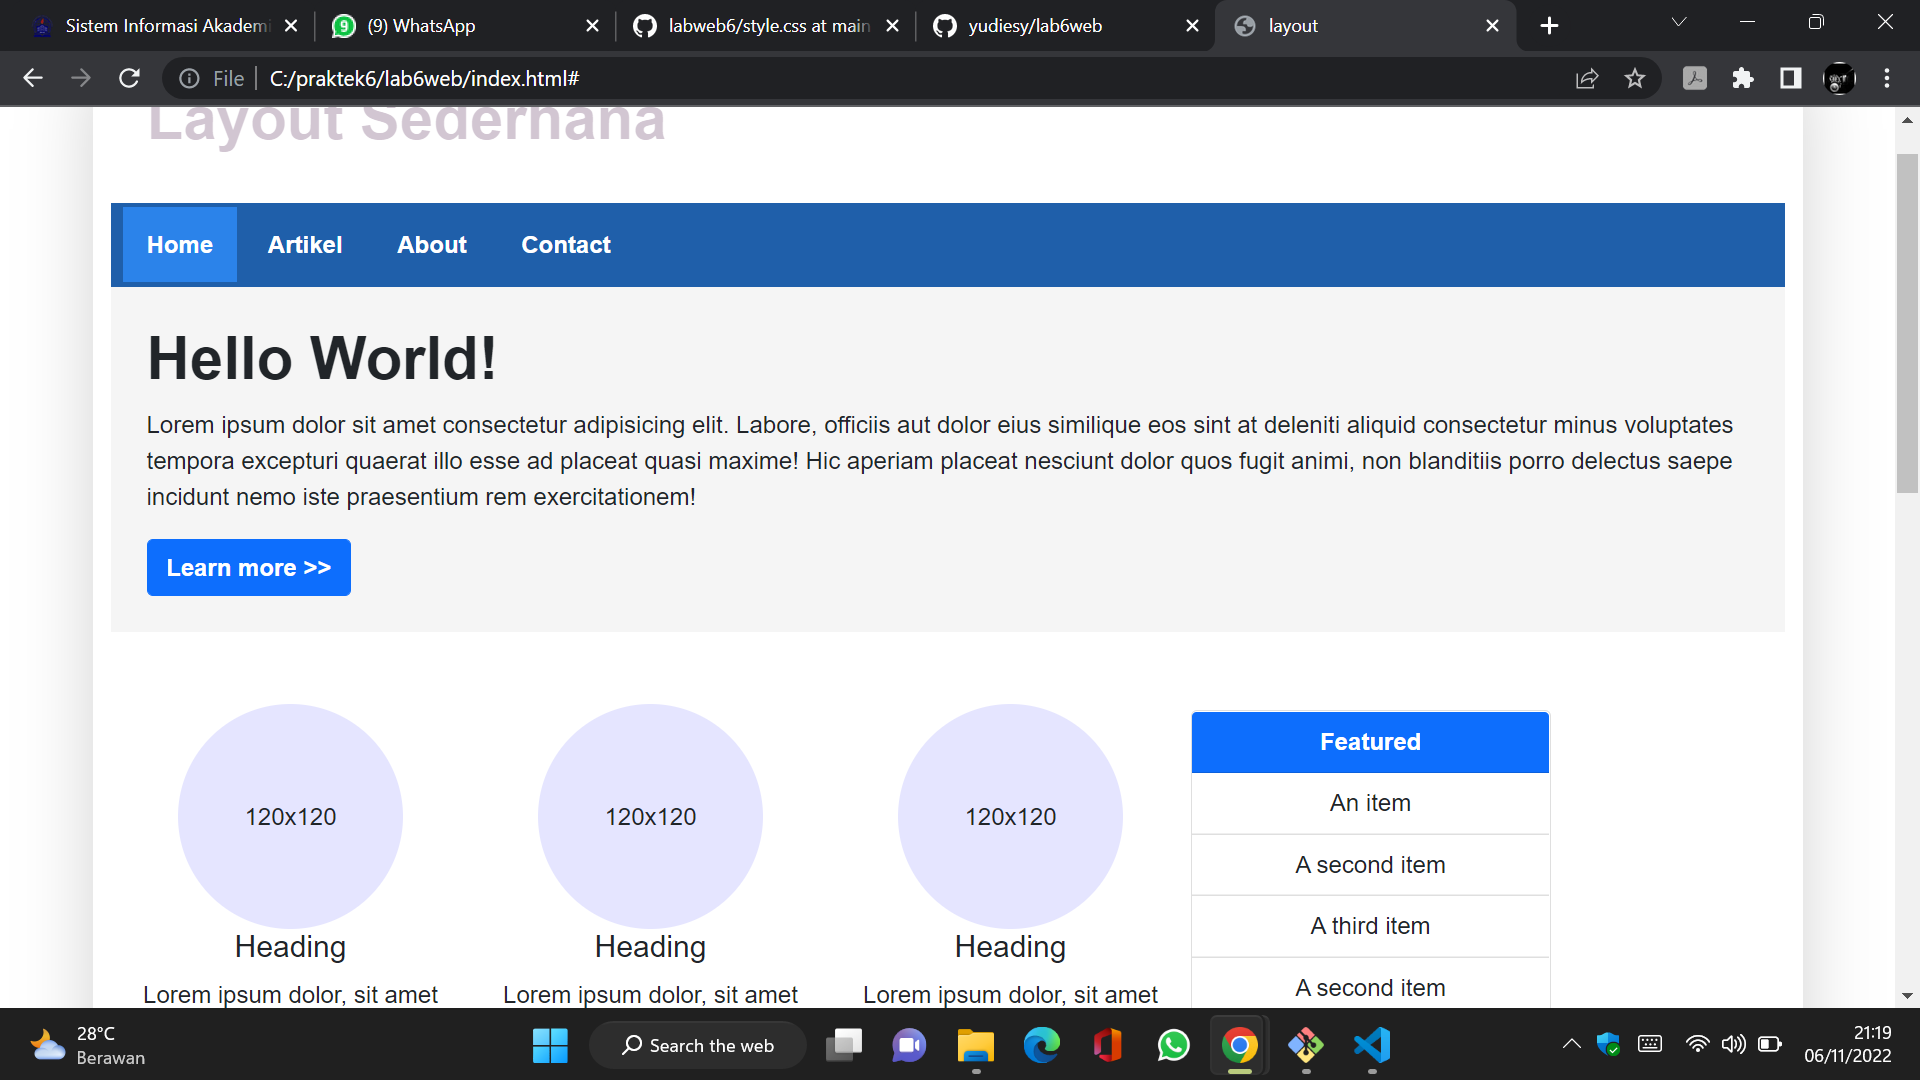 Sistem Informasi Akademi
9
(9) WhatsApp
labweb6/style.css at main
yudiesy/lab6web
layout
File
C:/praktek6/lab6web/index.html#
Layout Sederhana
Home
Artikel
About
Contact
Hello World!
Lorem ipsum dolor sit amet consectetur adipisicing elit. Labore, officiis aut dolor eius similique eos sint at deleniti aliquid consectetur minus voluptates
tempora excepturi quaerat illo esse ad placeat quasi maxime! Hic aperiam placeat nesciunt dolor quos fugit animi, non blanditiis porro delectus saepe
incidunt nemo iste praesentium rem exercitationem!
Learn more >>
120x120
120x120
120x120
Heading
Heading
Heading
Lorem ipsum dolor, sit amet
Lorem ipsum dolor, sit amet
Lorem ipsum dolor, sit amet
Featured
An item
A second item
A third item
A second item
28°C
Berawan
Search the web
21:19
06/11/2022